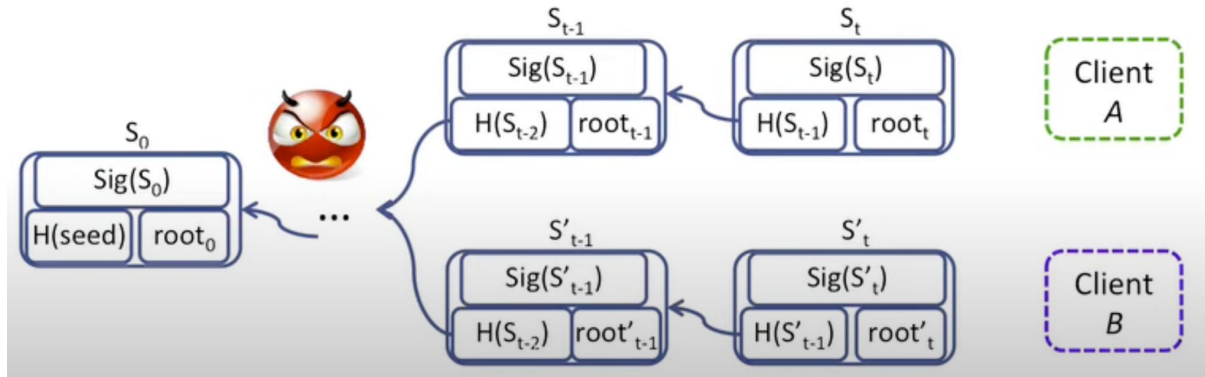 S₀
Sig(S₀)
H(seed) root₀
...
Sₜ₋₁
Sig(Sₜ₋₁)
H(Sₜ₋₂) rootₜ₋₁
Sₜ
Sig(Sₜ)
H(Sₜ₋₁) rootₜ
Client
A
S'ₜ₋₁
Sig(S'ₜ₋₁)
H(Sₜ₋₂) root'ₜ₋₁
S'ₜ
Sig(S'ₜ)
H(S'ₜ₋₁) root'ₜ
Client
B